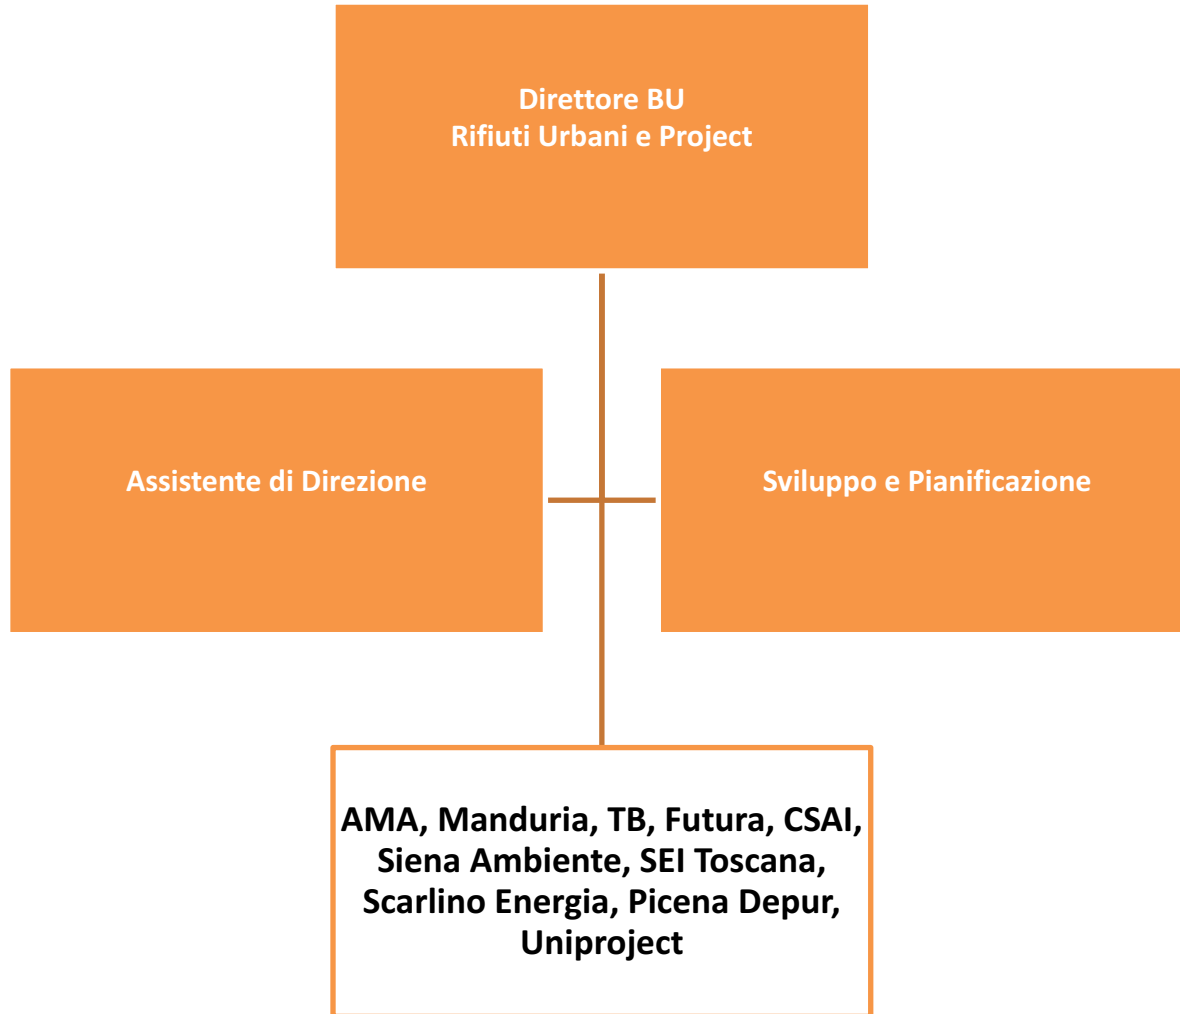 Direttore BU
Rifiuti Urbani e Project
Assistente di Direzione
Sviluppo e Pianificazione
AMA, Manduria, TB, Futura, CSAI,
Siena Ambiente, SEI Toscana,
Scarlino Energia, Picena Depur,
Uniproject